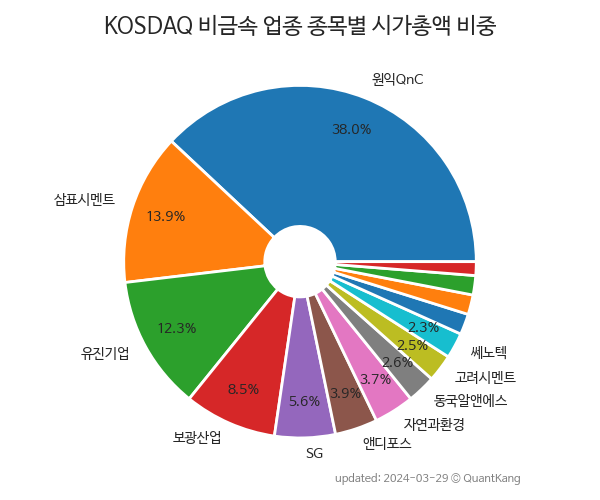 KOSDAQ 비금속 업종 종목별 시가총액 비중
원익QnC
38.0%
삼표시멘트
13.9%
유진기업
12.3%
보광산업
8.5%
SG
5.6%
앤디포스
3.9%
자연과환경
3.7%
동국알앤에스
2.6%
고려시멘트
2.5%
쎄노텍
2.3%
updated: 2024-03-29 © QuantKang